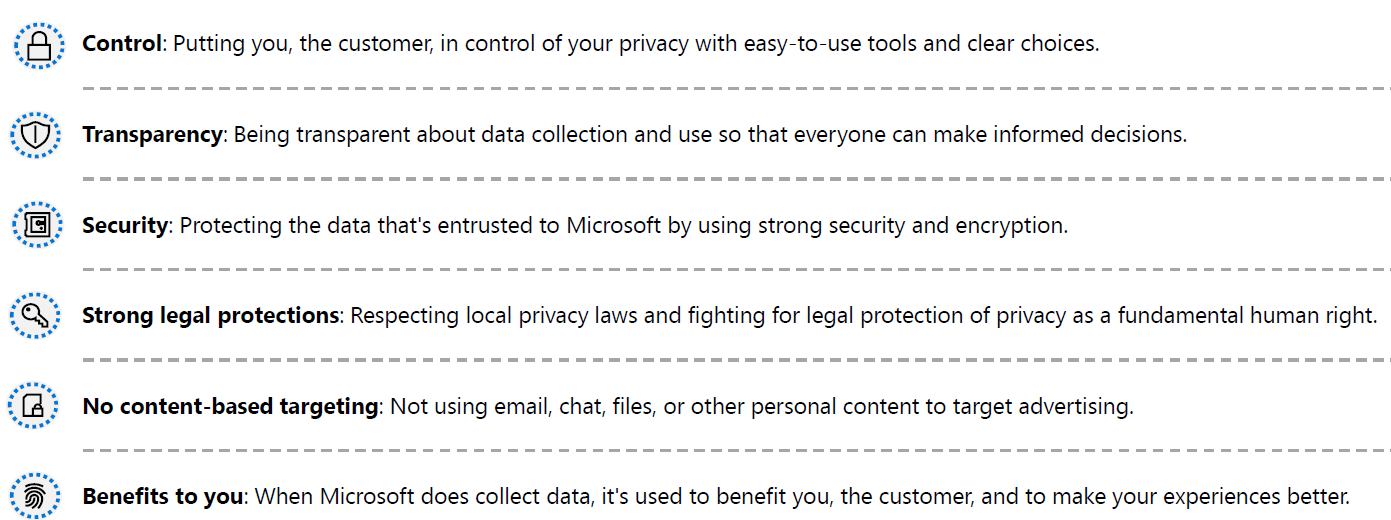 Control: Putting you, the customer, in control of your privacy with easy-to-use tools and clear choices.
Transparency: Being transparent about data collection and use so that everyone can make informed decisions.
Security: Protecting the data that's entrusted to Microsoft by using strong security and encryption.
Strong legal protections: Respecting local privacy laws and fighting for legal protection of privacy as a fundamental human right.
No content-based targeting: Not using email, chat, files, or other personal content to target advertising.
Benefits to you: When Microsoft does collect data, it's used to benefit you, the customer, and to make your experiences better.